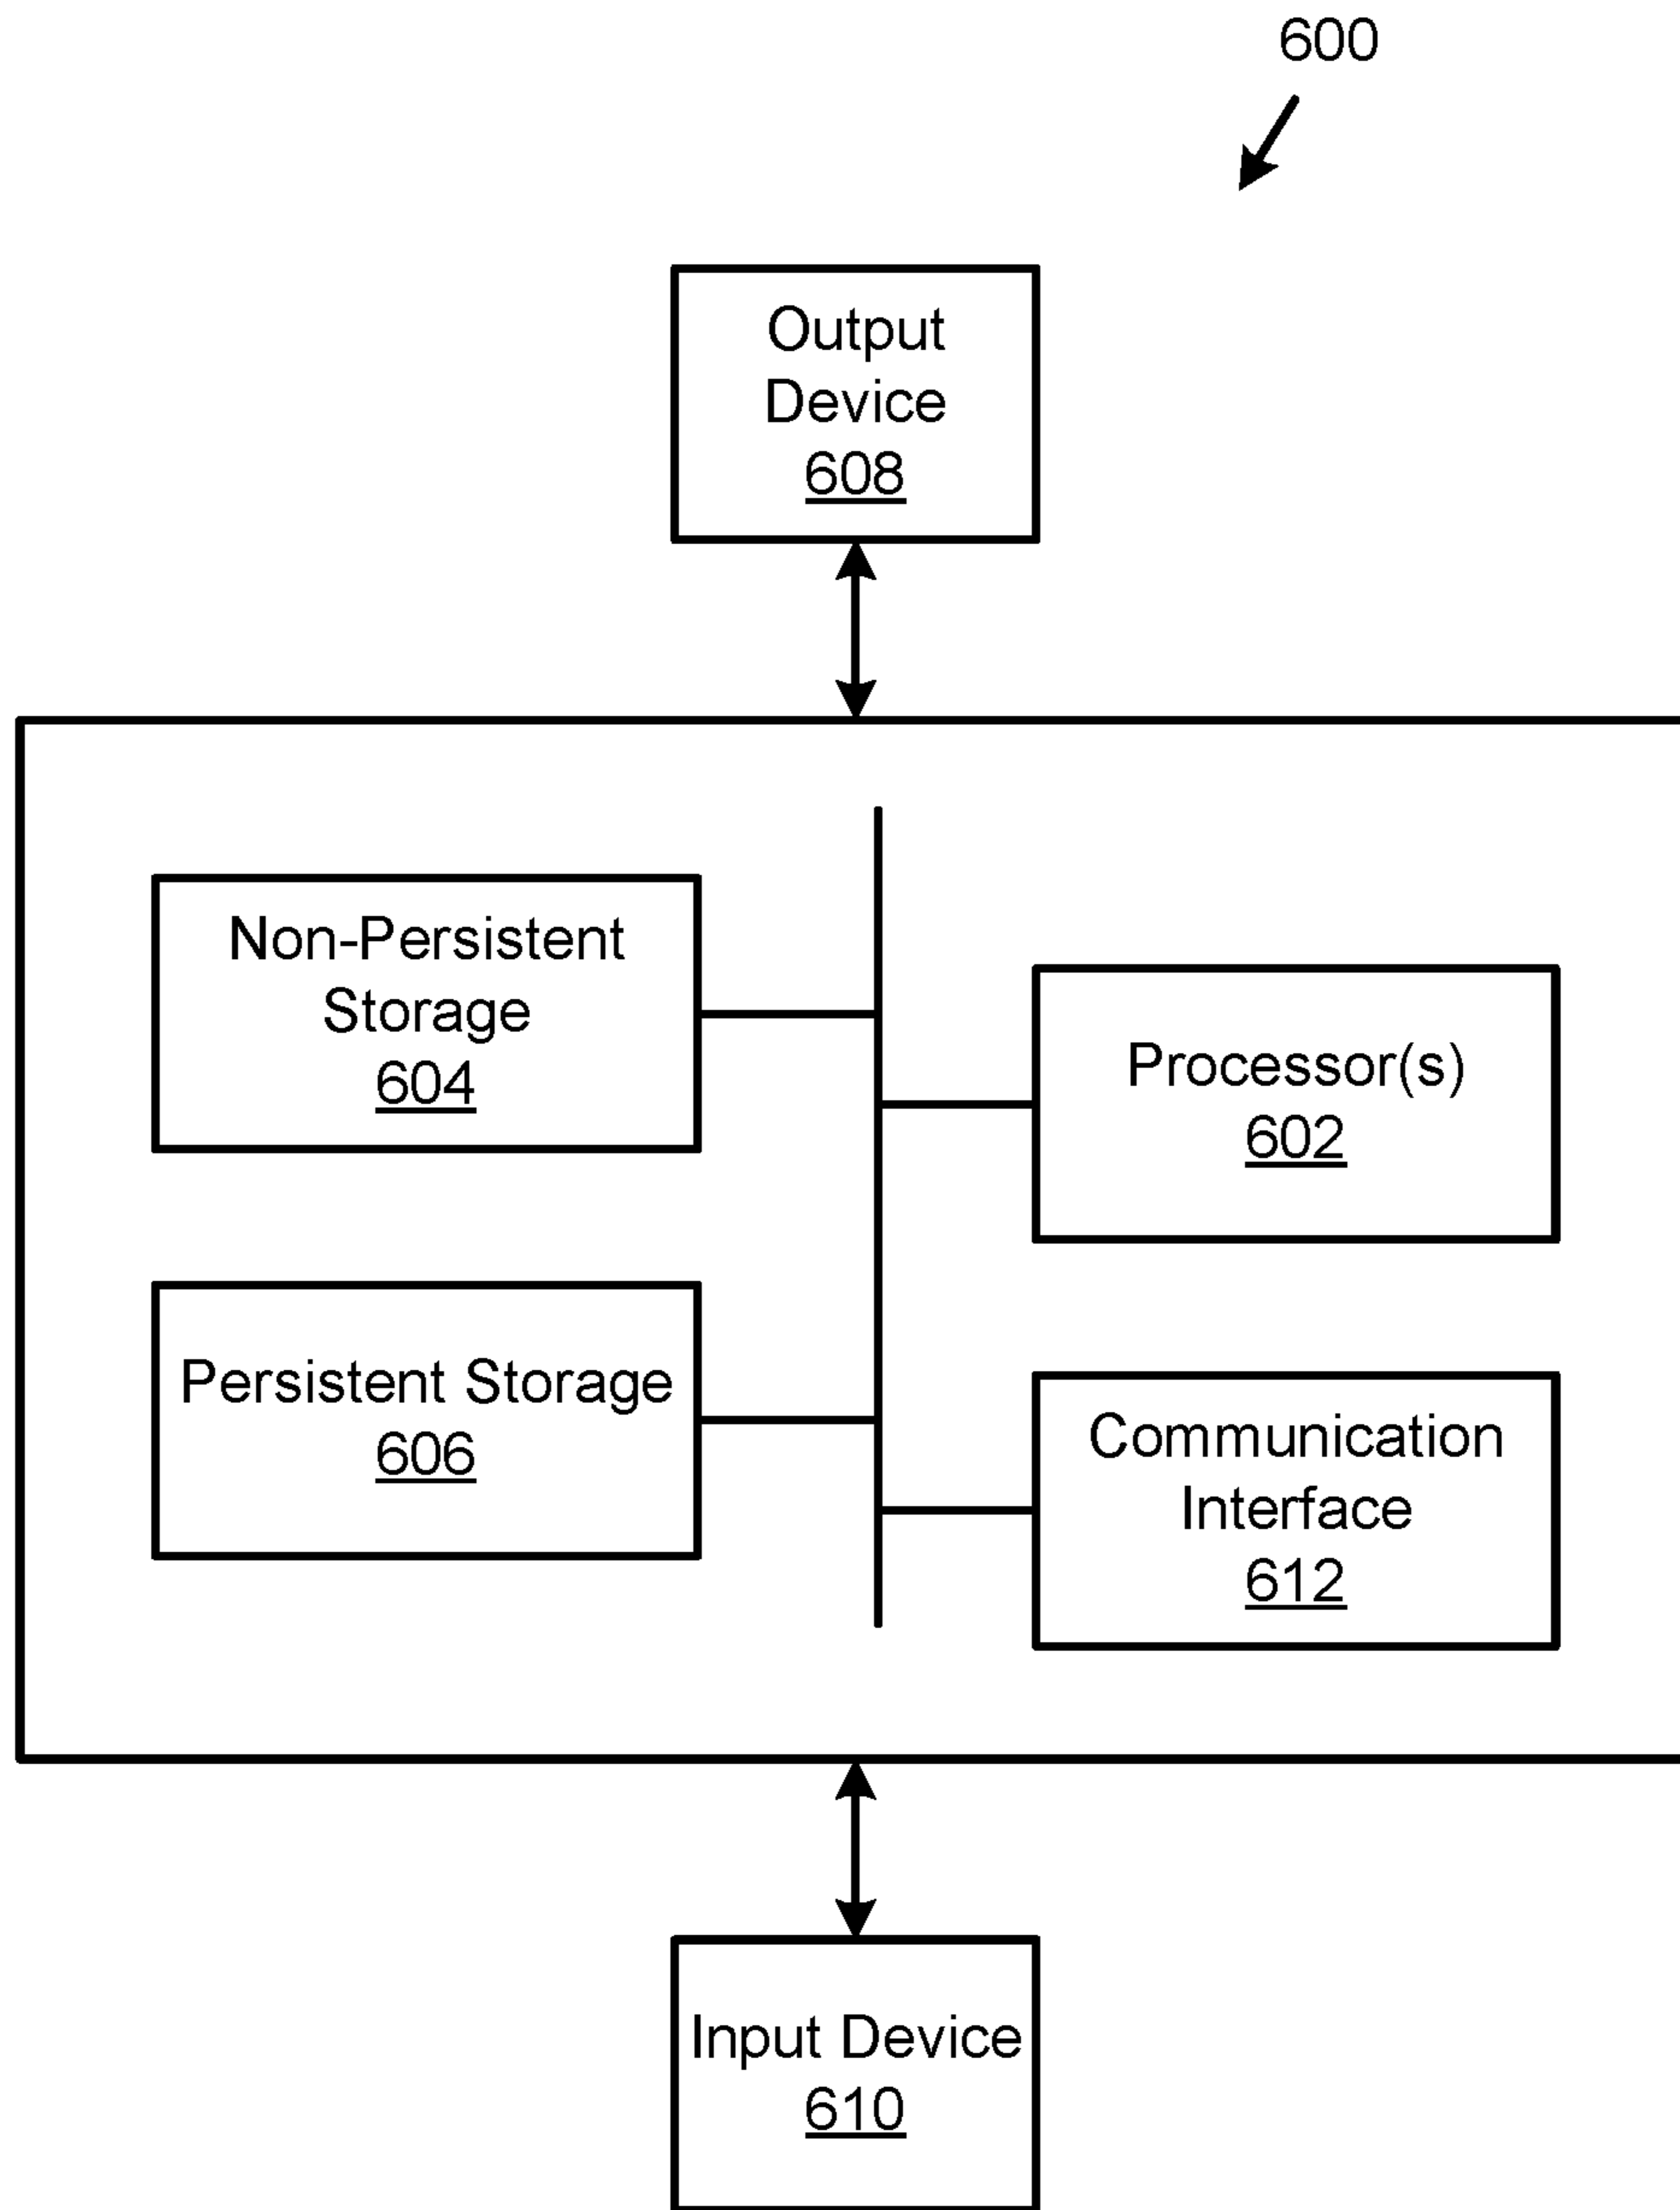 600
Output
Device
608
Non-Persistent
Storage
604
Processor(s)
602
Persistent Storage
606
Communication
Interface
612
Input Device
610